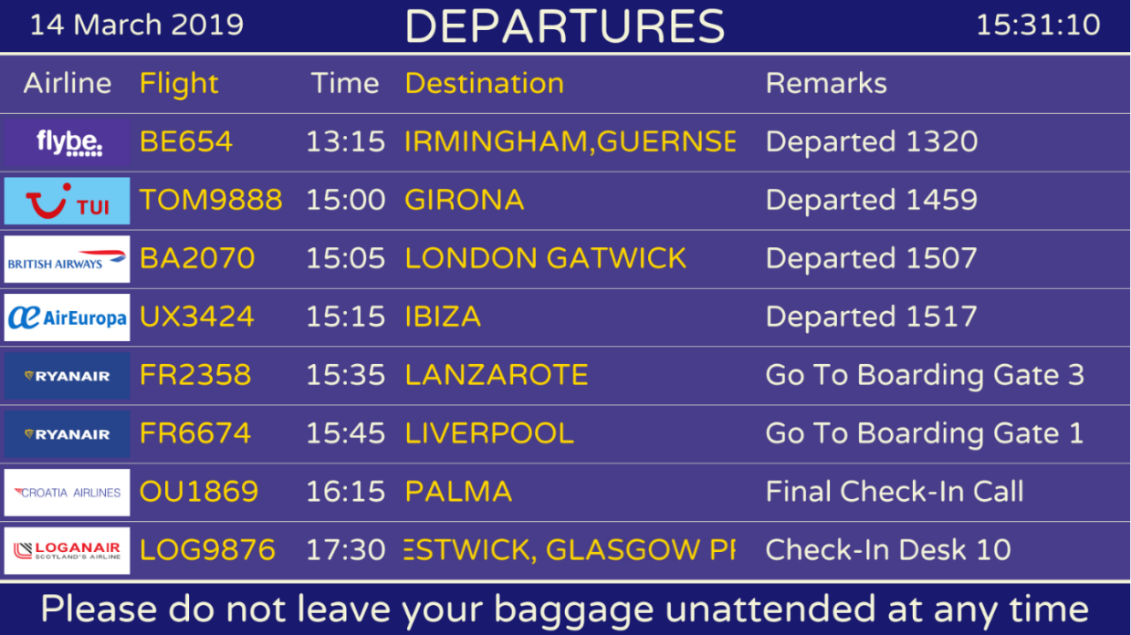 14 March 2019 DEPARTURES 15:31:10
Airline Flight Time Destination Remarks
flybe. BE654 13:15 IRMINGHAM,GUERNSE Departed 1320
TUI TOM9888 15:00 GIRONA Departed 1459
BRITISH AIRWAYS BA2070 15:05 LONDON GATWICK Departed 1507
AirEuropa UX3424 15:15 IBIZA Departed 1517
RYANAIR FR2358 15:35 LANZAROTE Go To Boarding Gate 3
RYANAIR FR6674 15:45 LIVERPOOL Go To Boarding Gate 1
CROATIA AIRLINES OU1869 16:15 PALMA Final Check-In Call
LOGANAIR SCOTLAND'S AIRLINE LOG9876 17:30 ESTWICK, GLASGOW PR Check-In Desk 10
Please do not leave your baggage unattended at any time